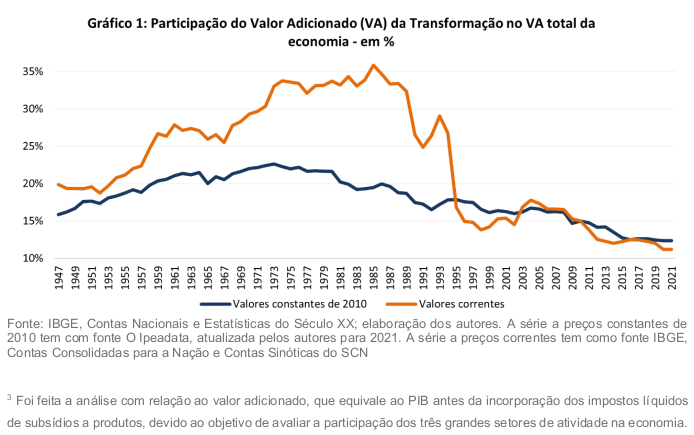 Gráfico 1: Participação do Valor Adicionado (VA) da Transformação no VA total da
economia - em %
35%
30%
25%
20%
15%
10%
1947 1949 1951 1953 1955 1957 1959 1961 1963 1965 1967 1969 1971 1973 1975 1977 1979 1981 1983 1985 1987 1989 1991 1993 1995 1997 1999 2001 2003 2005 2007 2009 2011 2013 2015 2017 2019 2021
Valores constantes de 2010 Valores correntes
Fonte: IBGE, Contas Nacionais e Estatísticas do Século XX; elaboração dos autores. A série a preços constantes de
2010 tem com fonte O Ipeadata, atualizada pelos autores para 2021. A série a preços correntes tem como fonte IBGE,
Contas Consolidadas para a Nação e Contas Sinóticas do SCN
3 Foi feita a análise com relação ao valor adicionado, que equivale ao PIB antes da incorporação dos impostos líquidos
de subsídios a produtos, devido ao objetivo de avaliar a participação dos três grandes setores de atividade na economia.